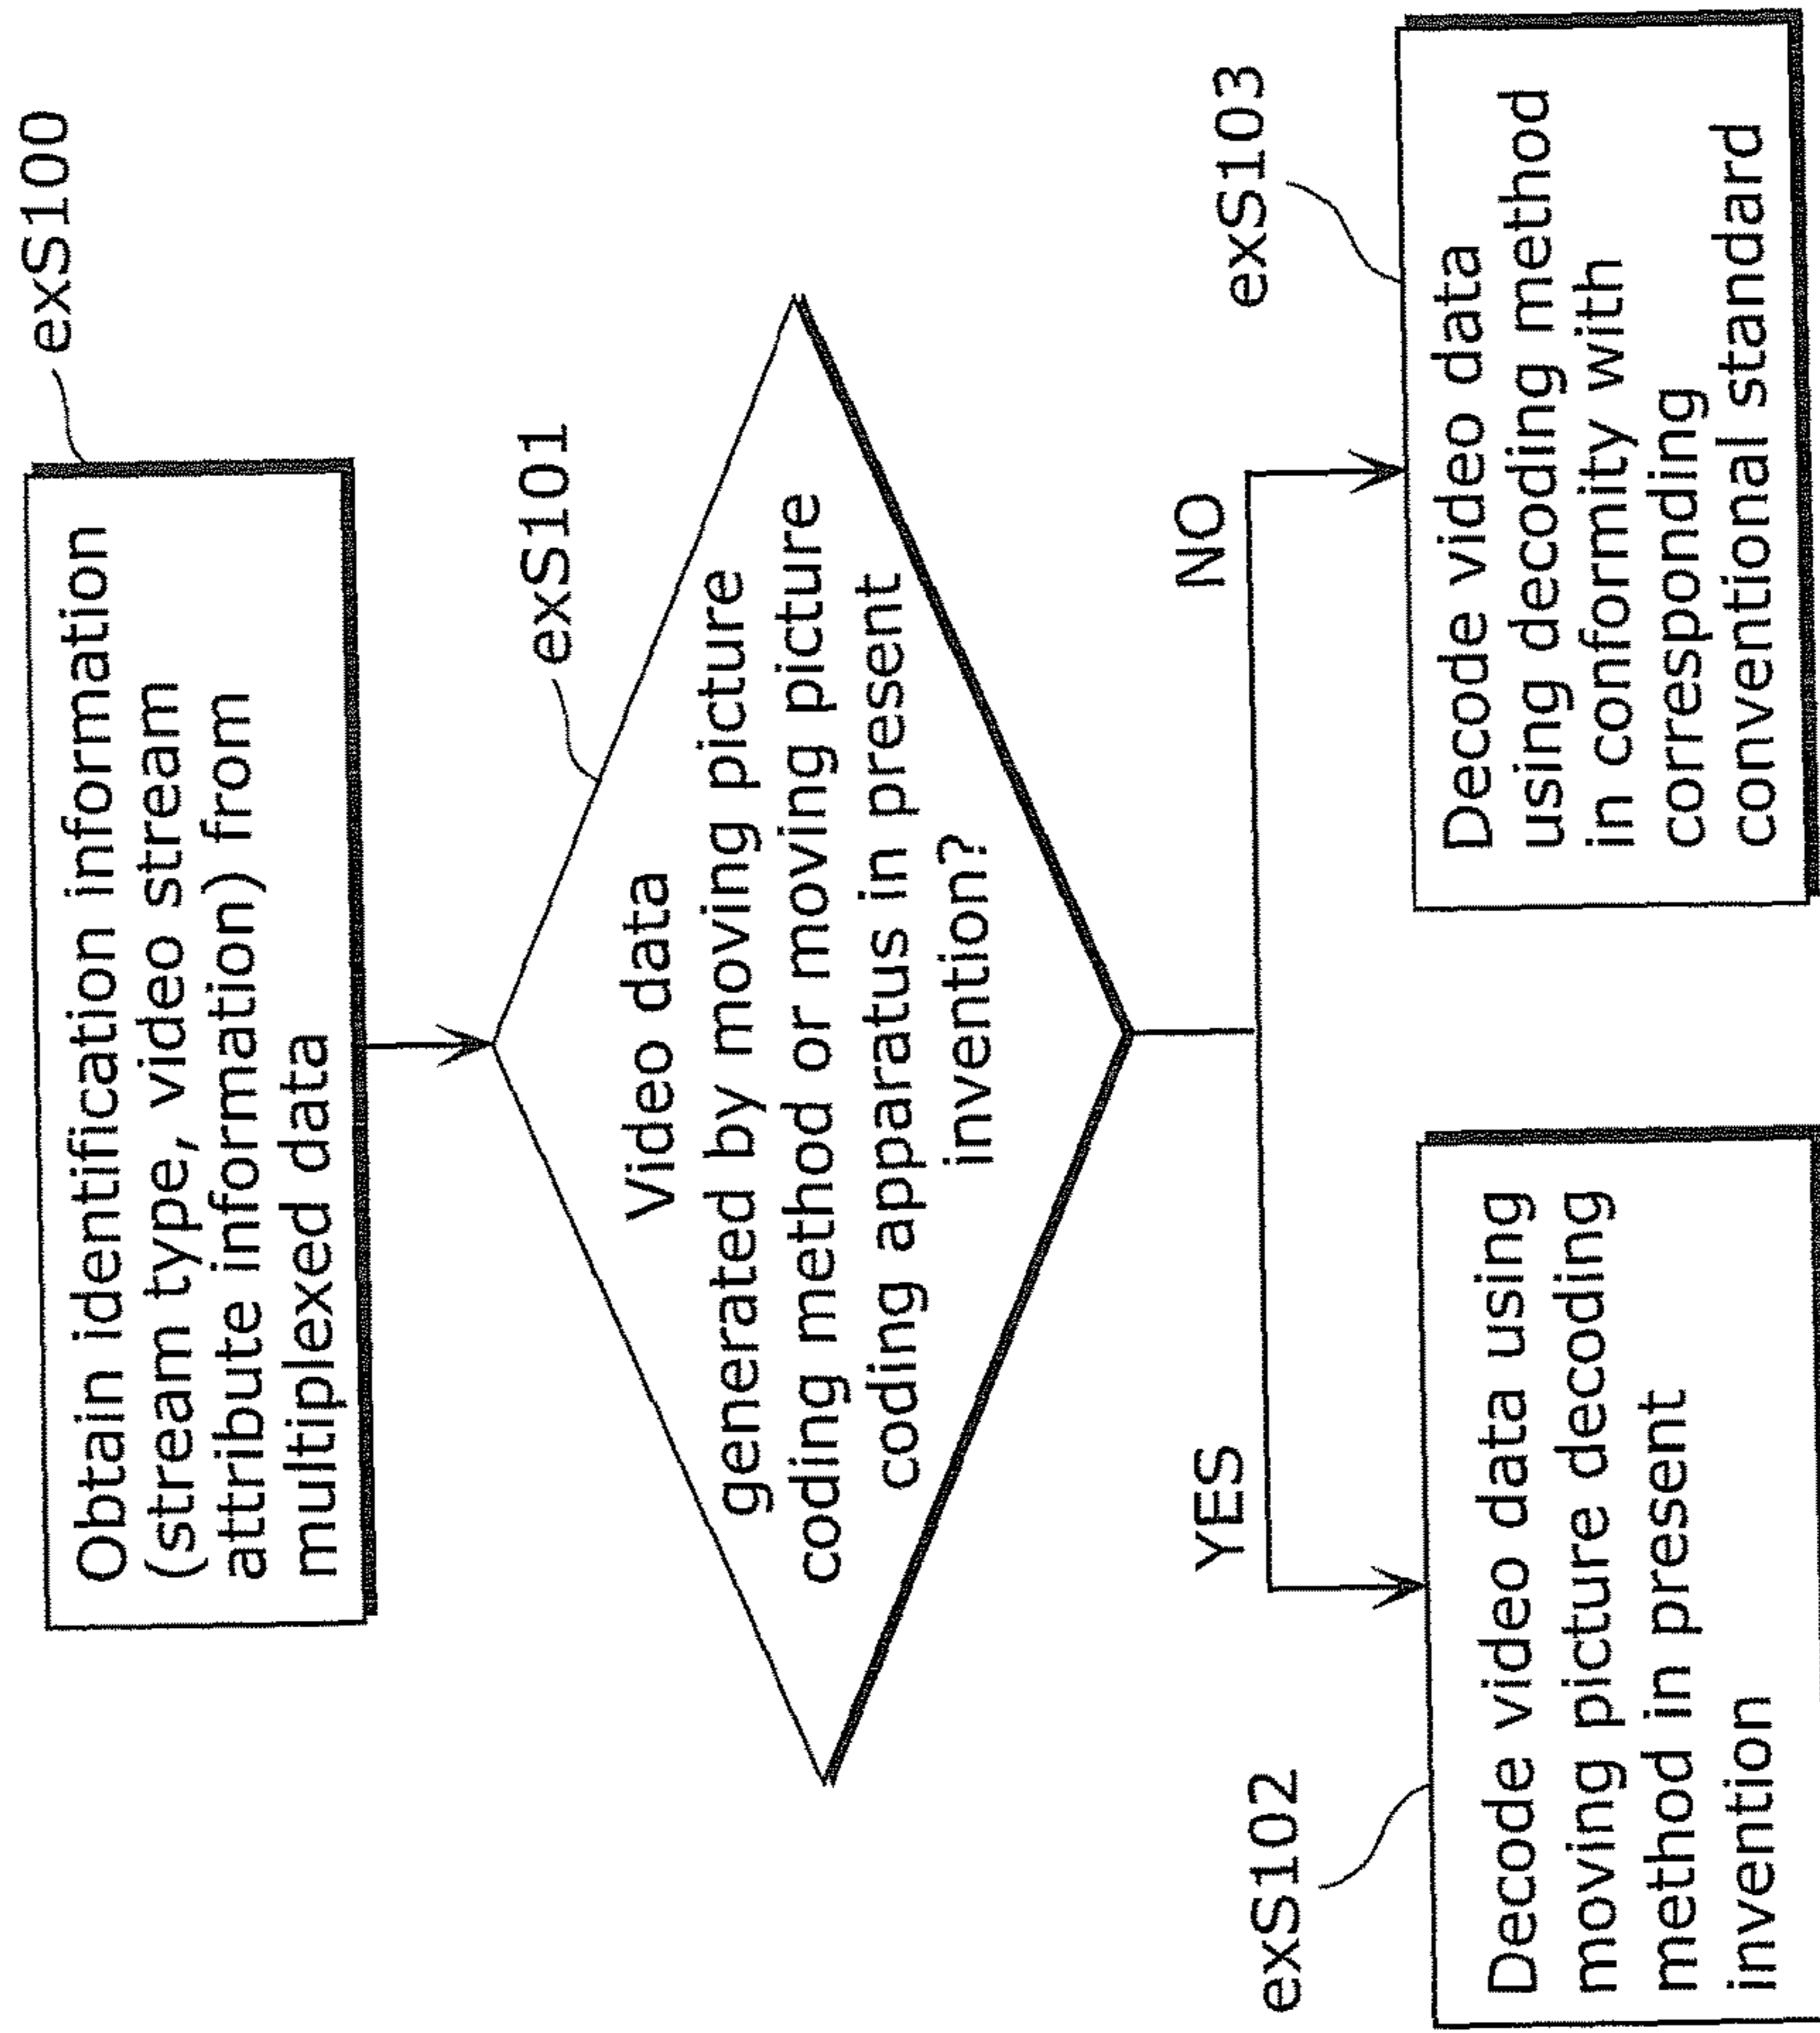 exS100
Obtain identification information
(stream type, video stream
attribute information) from
multiplexed data
exS101
Video data
generated by moving picture
coding method or moving picture
coding apparatus in present
invention?
YES
NO
exS102
Decode video data using
moving picture decoding
method in present
invention
exS103
Decode video data
using decoding method
in conformity with
corresponding
conventional standard